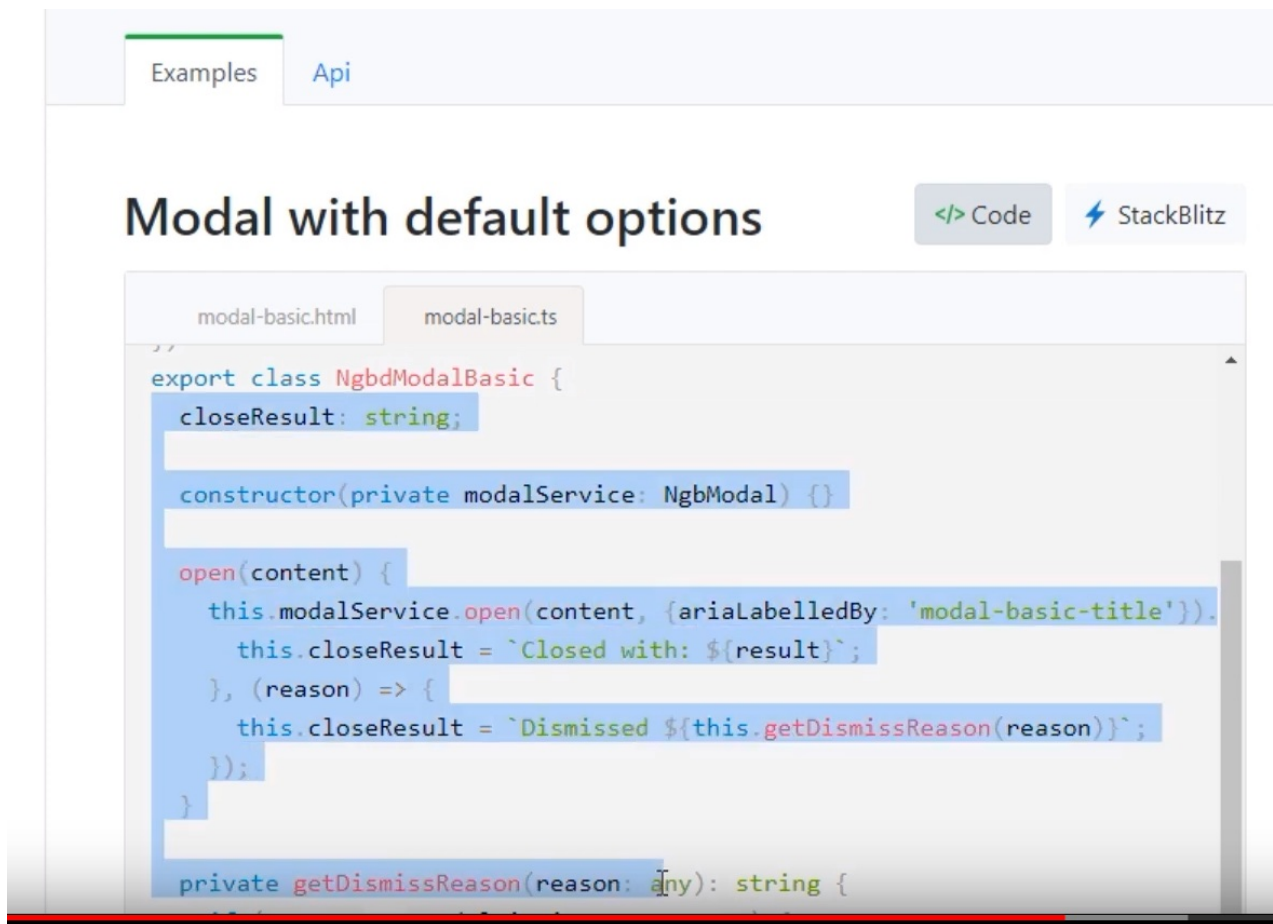 Examples Api
Modal with default options
</> Code StackBlitz
modal-basic.html modal-basic.ts
export class NgbdModalBasic {
closeResult: string;
constructor(private modalService: NgbModal) {}
open(content) {
this.modalService.open(content, {ariaLabelledBy: 'modal-basic-title'}).
this.closeResult = `Closed with: ${result}`;
}, (reason) => {
this.closeResult = `Dismissed ${this.getDismissReason(reason)}`;
});
}
private getDismissReason(reason: any): string {